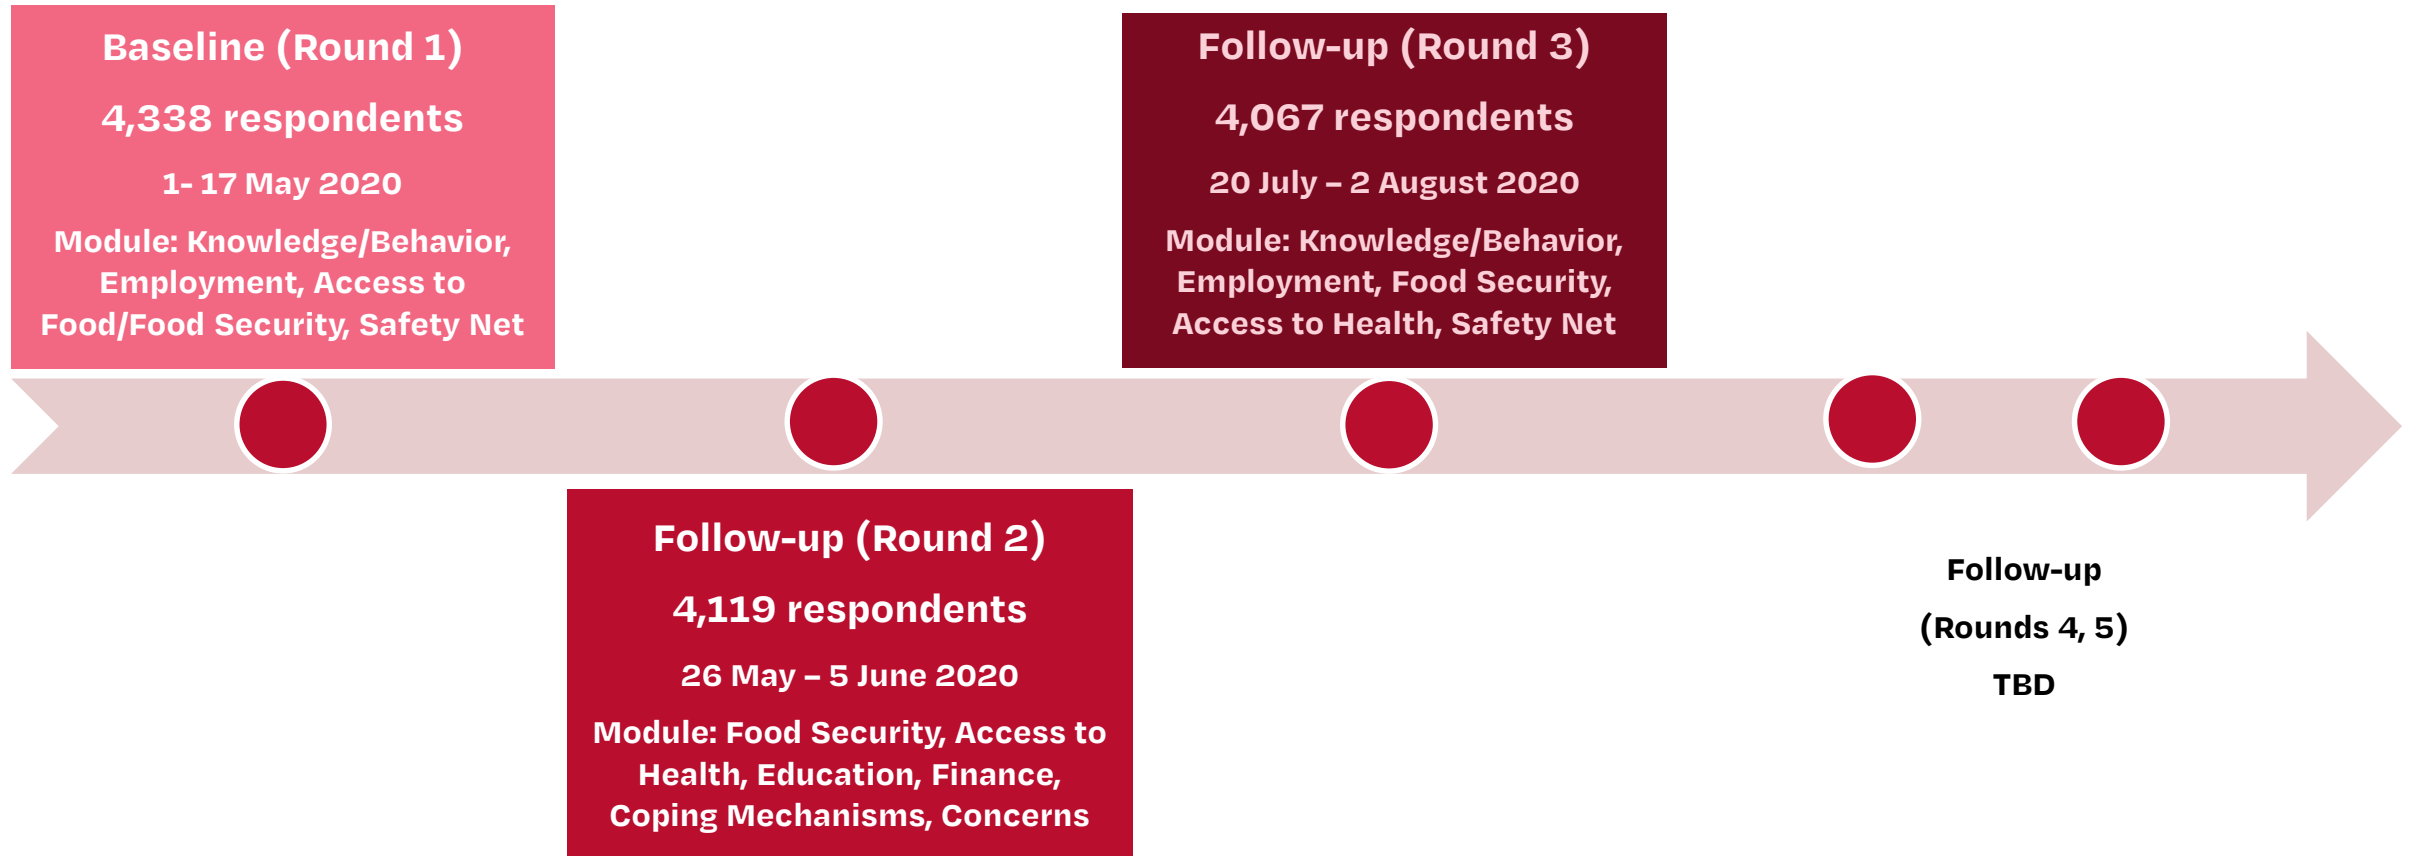 Baseline (Round 1)
4,338 respondents
1- 17 May 2020
Module: Knowledge/Behavior,
Employment, Access to
Food/Food Security, Safety Net
Follow-up (Round 2)
4,119 respondents
26 May – 5 June 2020
Module: Food Security, Access to
Health, Education, Finance,
Coping Mechanisms, Concerns
Follow-up (Round 3)
4,067 respondents
20 July – 2 August 2020
Module: Knowledge/Behavior,
Employment, Food Security,
Access to Health, Safety Net
Follow-up
(Rounds 4, 5)
TBD